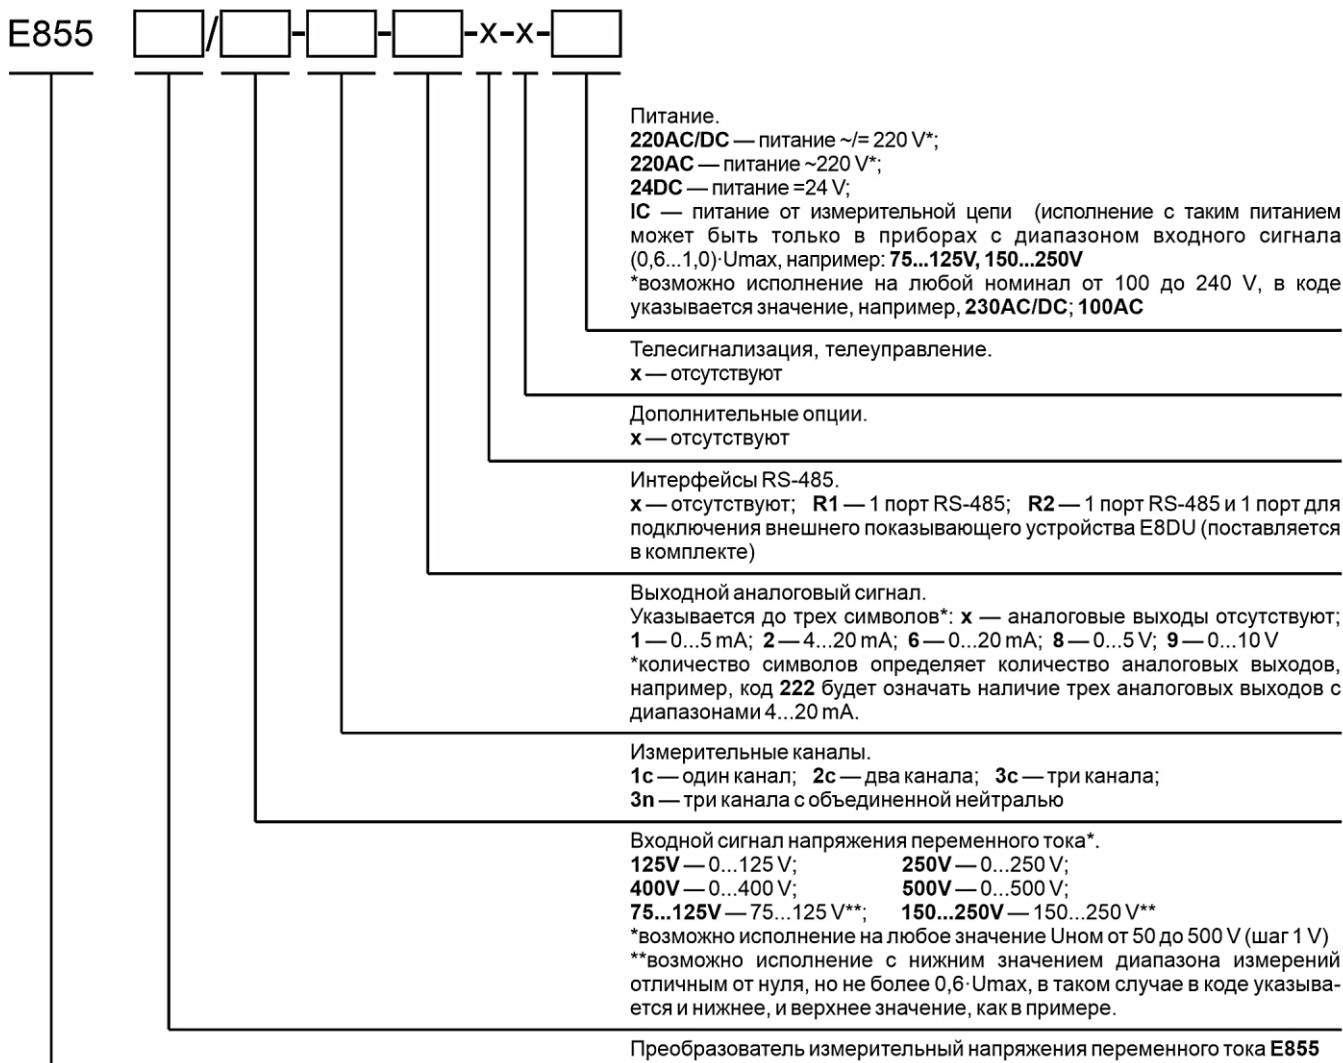 E855 / - - -x-x-
Питание.
220AC/DC — питание ~/= 220 V*;
220AC — питание ~220 V*;
24DC — питание =24 V;
IC — питание от измерительной цепи (исполнение с таким питанием
может быть только в приборах с диапазоном входного сигнала
(0,6...1,0)·Umax, например: 75...125V, 150...250V
*возможно исполнение на любой номинал от 100 до 240 V, в коде
указывается значение, например, 230AC/DC; 100AC
Телесигнализация, телеуправление.
x — отсутствуют
Дополнительные опции.
x — отсутствуют
Интерфейсы RS-485.
x — отсутствуют; R1 — 1 порт RS-485; R2 — 1 порт RS-485 и 1 порт для
подключения внешнего показывающего устройства E8DU (поставляется
в комплекте)
Выходной аналоговый сигнал.
Указывается до трех символов*: x — аналоговые выходы отсутствуют;
1 — 0...5 mA; 2 — 4...20 mA; 6 — 0...20 mA; 8 — 0...5 V; 9 — 0...10 V
*количество символов определяет количество аналоговых выходов,
например, код 222 будет означать наличие трех аналоговых выходов с
диапазонами 4...20 mA.
Измерительные каналы.
1c — один канал; 2c — два канала; 3c — три канала;
3n — три канала с объединенной нейтралью
Входной сигнал напряжения переменного тока*.
125V — 0...125 V; 250V — 0...250 V;
400V — 0...400 V; 500V — 0...500 V;
75...125V — 75...125 V**; 150...250V — 150...250 V**
*возможно исполнение на любое значение Uном от 50 до 500 V (шаг 1 V)
**возможно исполнение с нижним значением диапазона измерений
отличным от нуля, но не более 0,6·Umax, в таком случае в коде указыва-
ется и нижнее, и верхнее значение, как в примере.
Преобразователь измерительный напряжения переменного тока E855